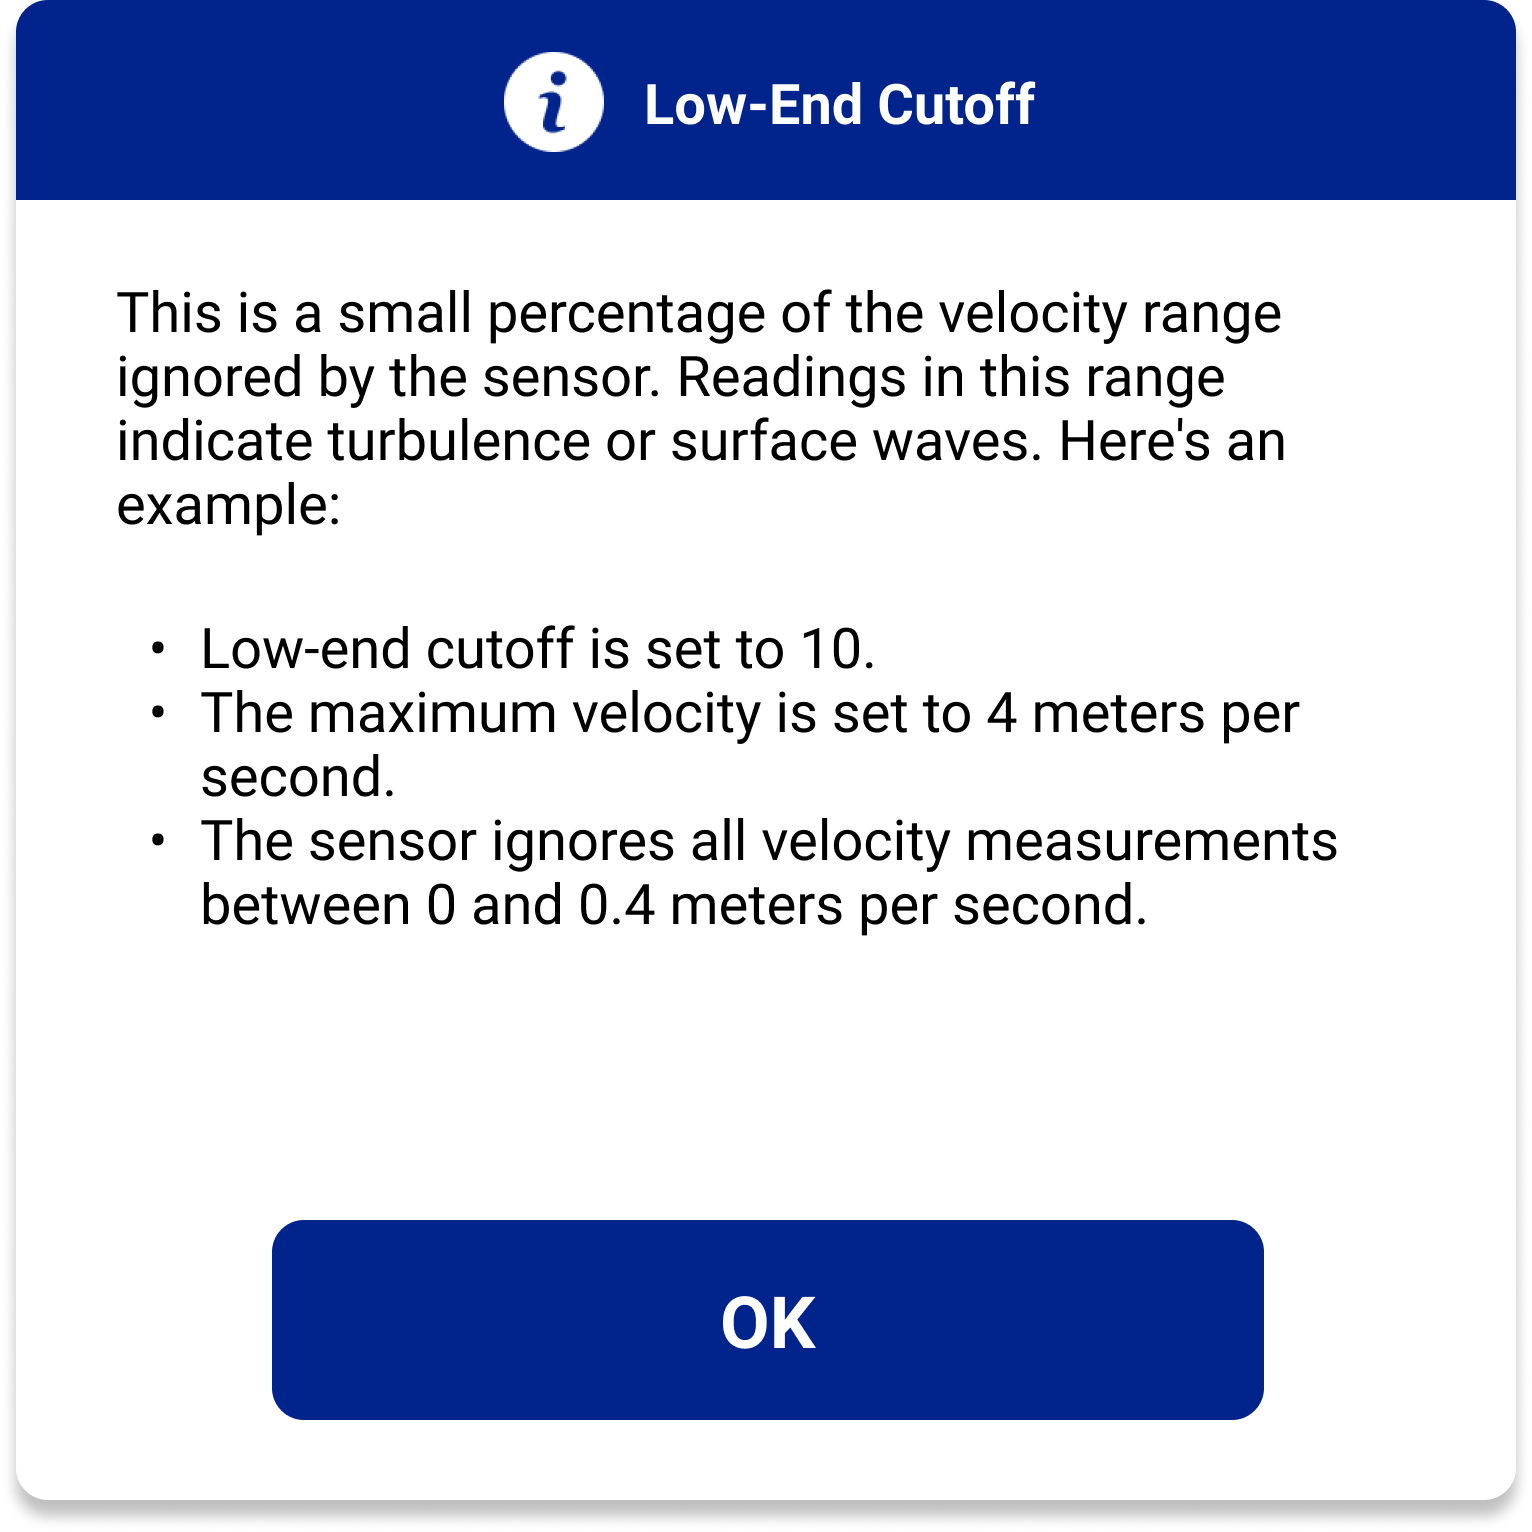 i Low-End Cutoff
This is a small percentage of the velocity range
ignored by the sensor. Readings in this range
indicate turbulence or surface waves. Here's an
example:
• Low-end cutoff is set to 10.
• The maximum velocity is set to 4 meters per
second.
• The sensor ignores all velocity measurements
between 0 and 0.4 meters per second.
OK